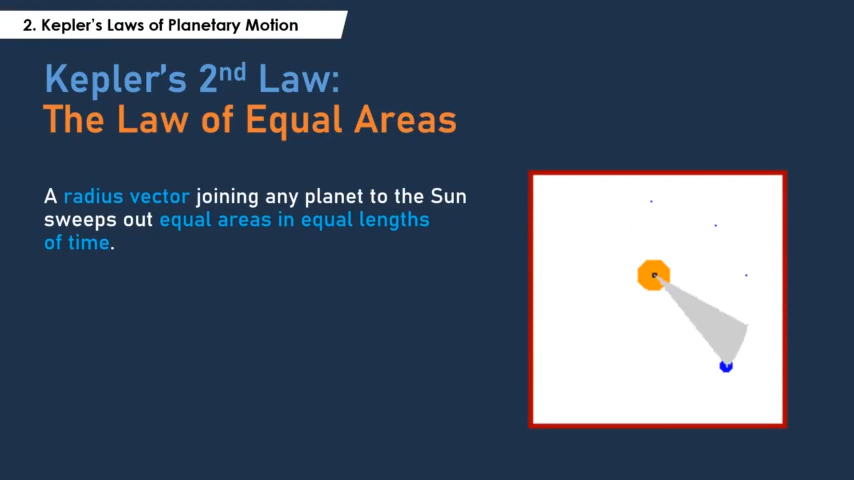 2. Kepler's Laws of Planetary Motion
Kepler's 2nd Law:
The Law of Equal Areas
A radius vector joining any planet to the Sun
sweeps out equal areas in equal lengths
of time.